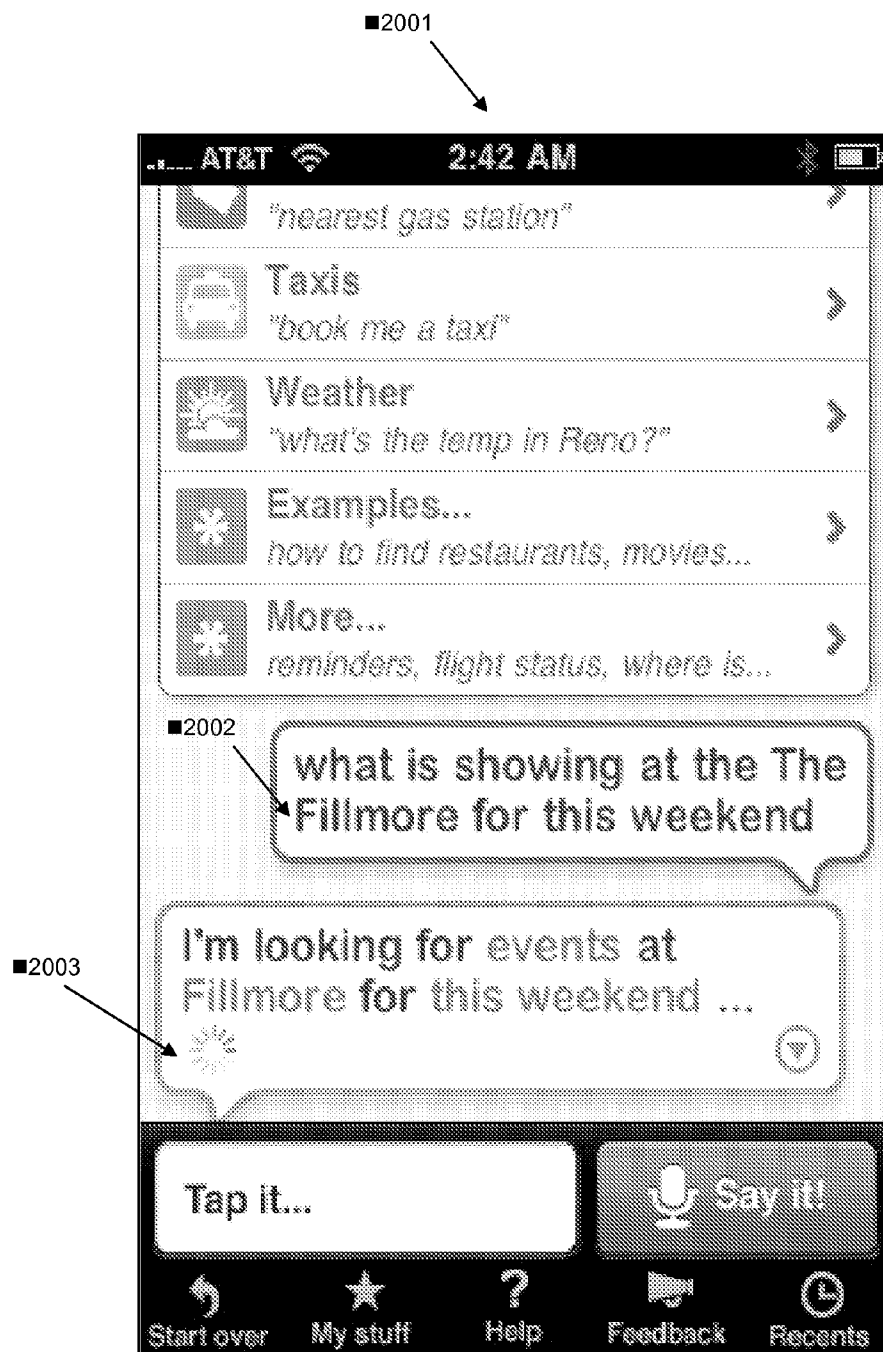 ■2001
AT&T 2:42 AM
"nearest gas station"
Taxis
"book me a taxi"
Weather
"what's the temp in Reno?"
Examples...
how to find restaurants, movies...
More...
reminders, flight status, where is...
■2002
what is showing at the The
Fillmore for this weekend
■2003
I'm looking for events at
Fillmore for this weekend ...
Tap it...
Say it!
Start over My stuff Help Feedback Recents